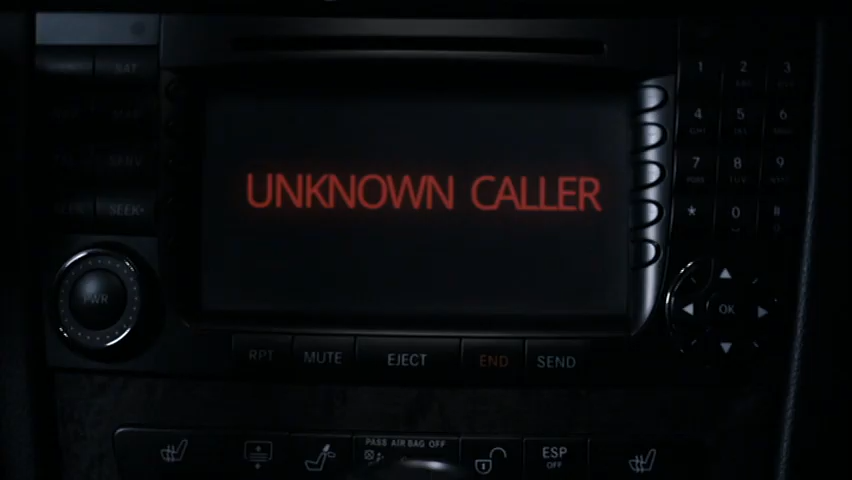 SAT
1
2
3
4
GHI
5
6
7
8
9
*
0
#
UNKNOWN CALLER
SEEK
PWR
OK
RPT
MUTE
EJECT
END
SEND
PASS AIR BAG OFF
ESP
OFF